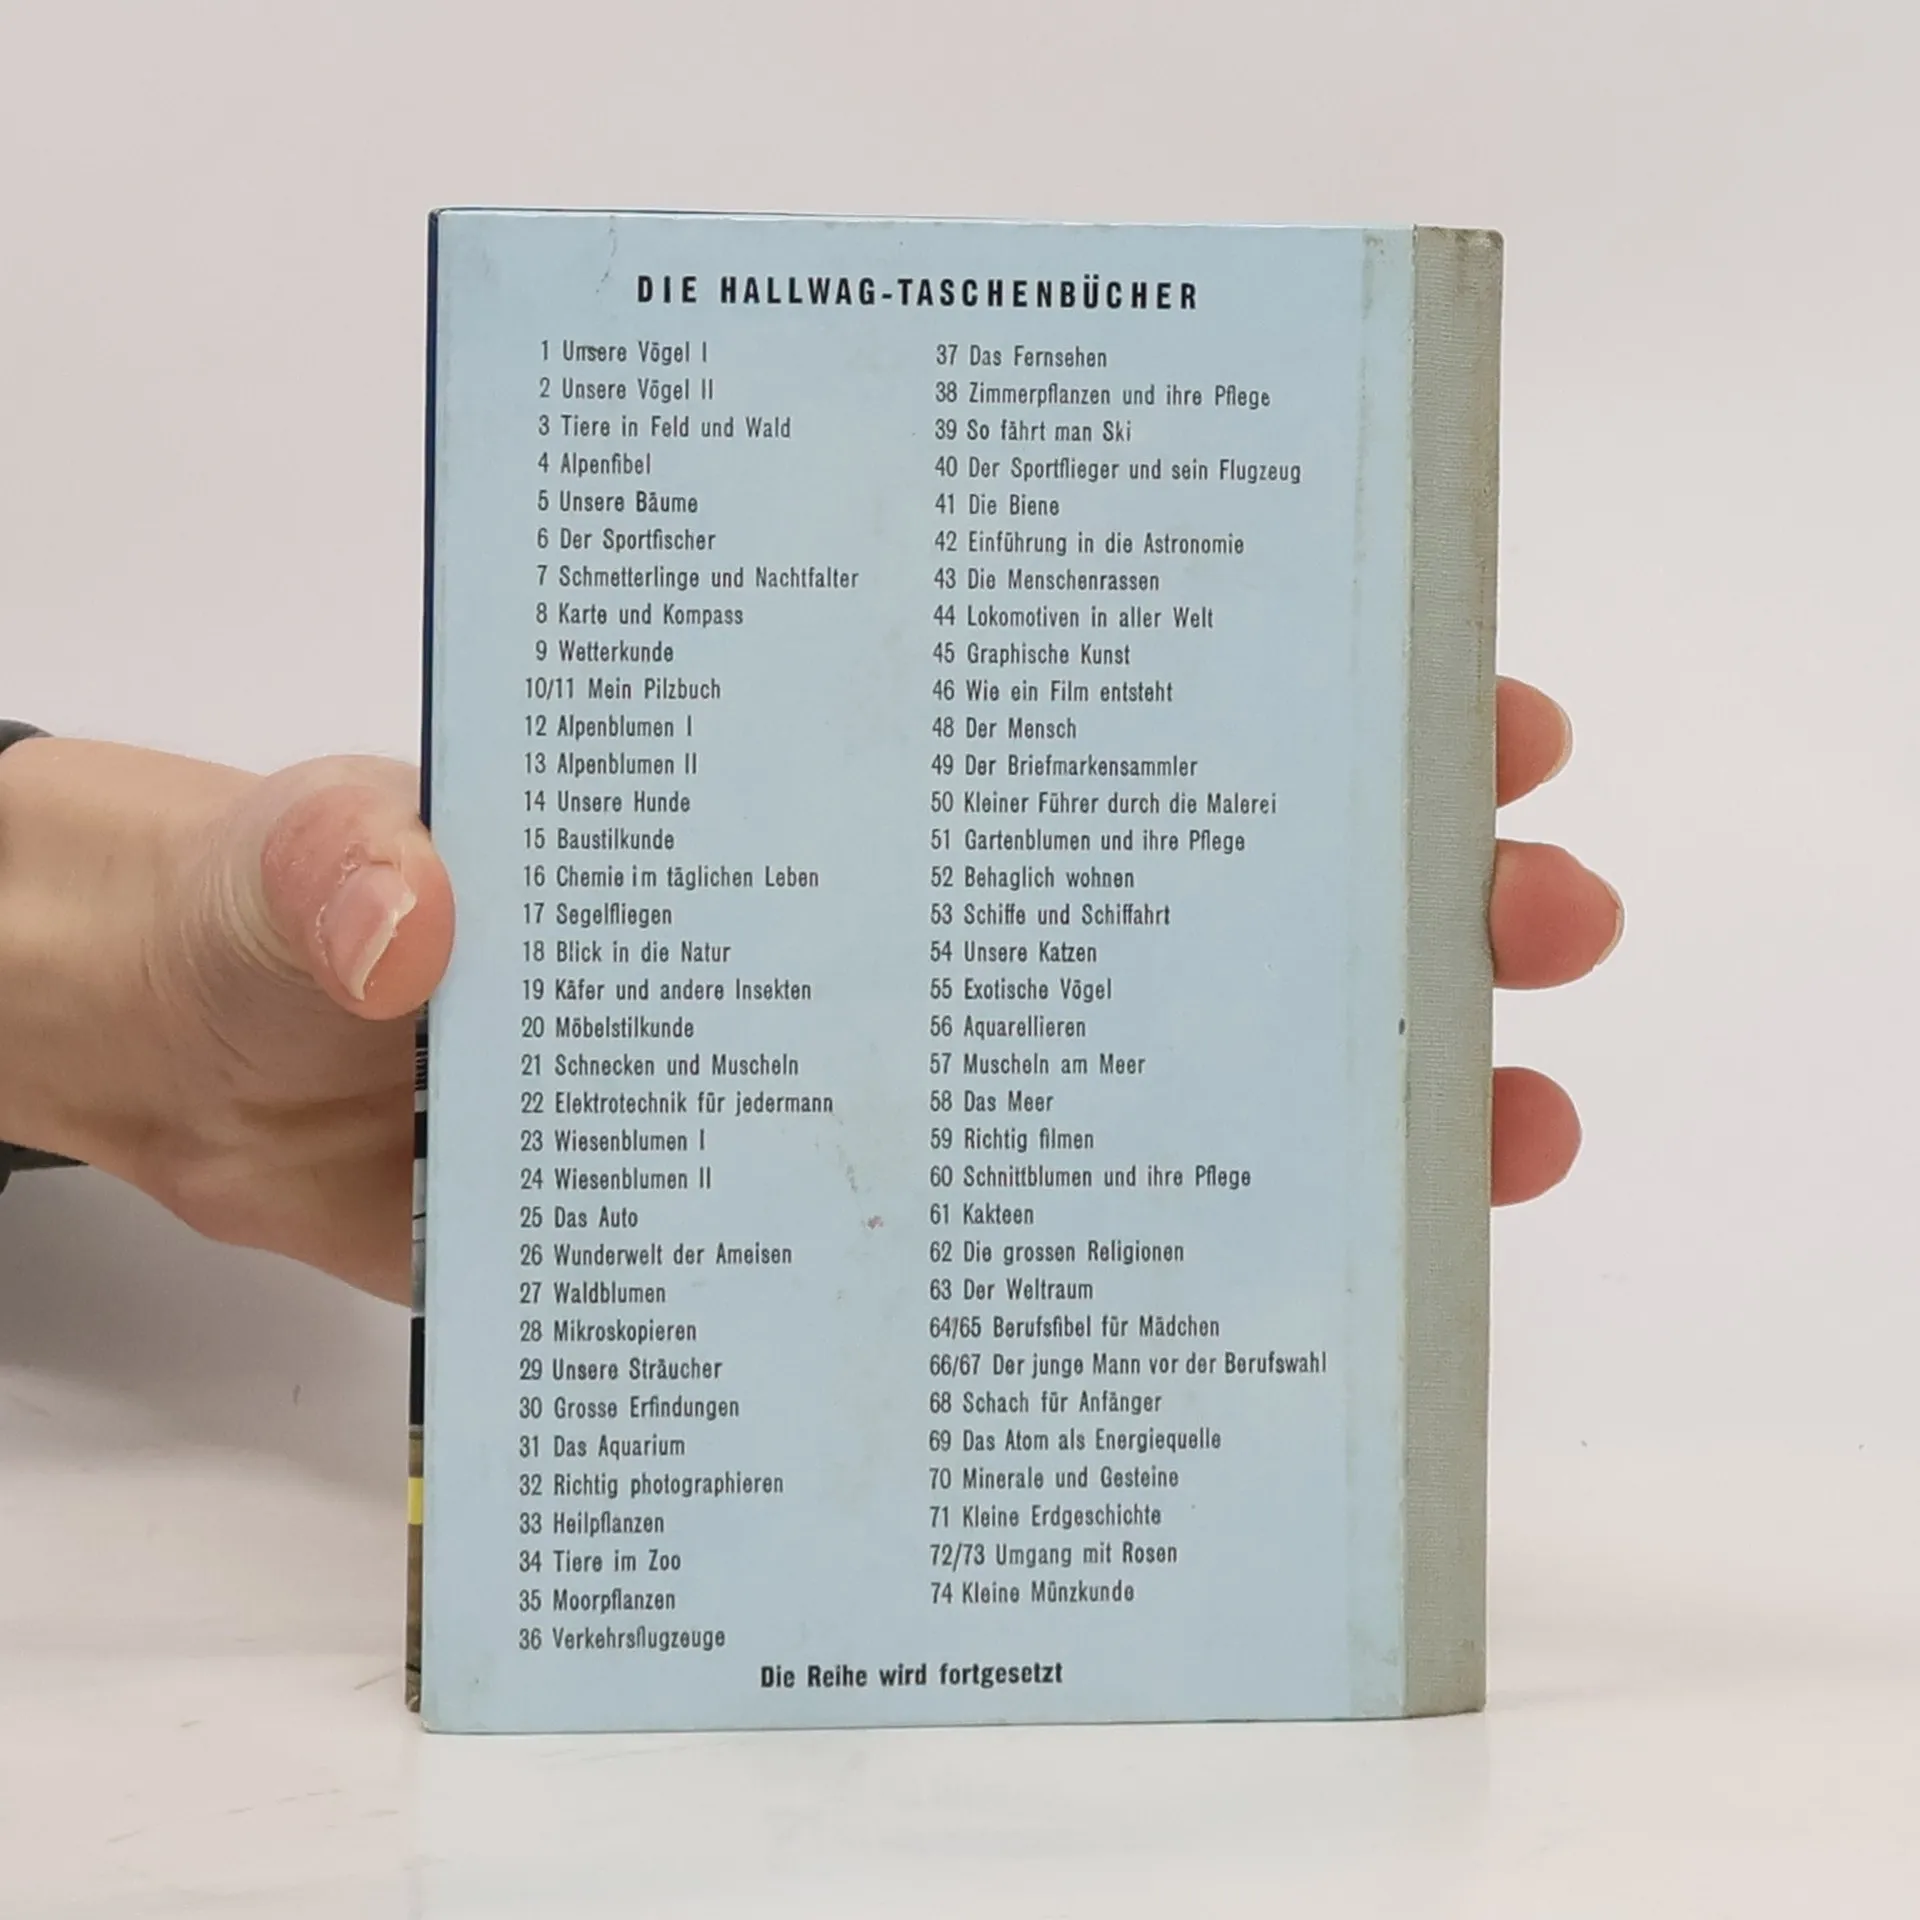 DIE HALLWAG-TASCHENBÜCHER
1 Unsere Vögel I
2 Unsere Vögel II
3 Tiere in Feld und Wald
4 Alpenfibel
5 Unsere Bäume
6 Der Sportfischer
7 Schmetterlinge und Nachtfalter
8 Karte und Kompass
9 Wetterkunde
10/11 Mein Pilzbuch
12 Alpenblumen I
13 Alpenblumen II
14 Unsere Hunde
15 Baustilkunde
16 Chemie im täglichen Leben
17 Segelfliegen
18 Blick in die Natur
19 Käfer und andere Insekten
20 Möbelstilkunde
21 Schnecken und Muscheln
22 Elektrotechnik für jedermann
23 Wiesenblumen I
24 Wiesenblumen II
25 Das Auto
26 Wunderwelt der Ameisen
27 Waldblumen
28 Mikroskopieren
29 Unsere Sträucher
30 Grosse Erfindungen
31 Das Aquarium
32 Richtig photographieren
33 Heilpflanzen
34 Tiere im Zoo
35 Moorpflanzen
36 Verkehrsflugzeuge
37 Das Fernsehen
38 Zimmerpflanzen und ihre Pflege
39 So fährt man Ski
40 Der Sportflieger und sein Flugzeug
41 Die Biene
42 Einführung in die Astronomie
43 Die Menschenrassen
44 Lokomotiven in aller Welt
45 Graphische Kunst
46 Wie ein Film entsteht
48 Der Mensch
49 Der Briefmarkensammler
50 Kleiner Führer durch die Malerei
51 Gartenblumen und ihre Pflege
52 Behaglich wohnen
53 Schiffe und Schiffahrt
54 Unsere Katzen
55 Exotische Vögel
56 Aquarellieren
57 Muscheln am Meer
58 Das Meer
59 Richtig filmen
60 Schnittblumen und ihre Pflege
61 Kakteen
62 Die grossen Religionen
63 Der Weltraum
64/65 Berufsfibel für Mädchen
66/67 Der junge Mann vor der Berufswahl
68 Schach für Anfänger
69 Das Atom als Energiequelle
70 Minerale und Gesteine
71 Kleine Erdgeschichte
72/73 Umgang mit Rosen
74 Kleine Münzkunde
Die Reihe wird fortgesetzt